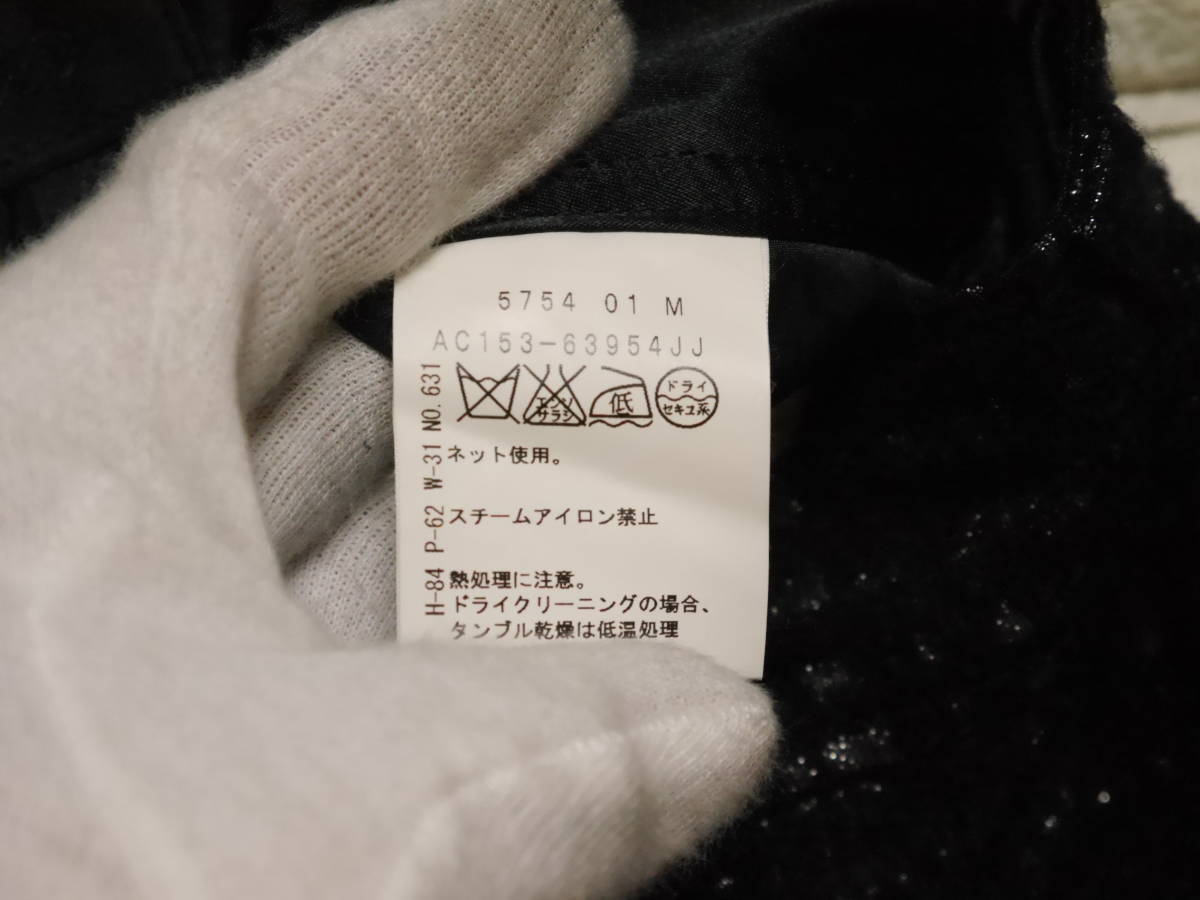 5754 01 M
AC153-63954JJ
エンソ
サラシ
低
ドライ
セキユ系
ネット使用。
スチームアイロン禁止
熱処理に注意。
ドライクリーニングの場合、
タンブル乾燥は低温処理
H-84 P-62 W-31 NO.631